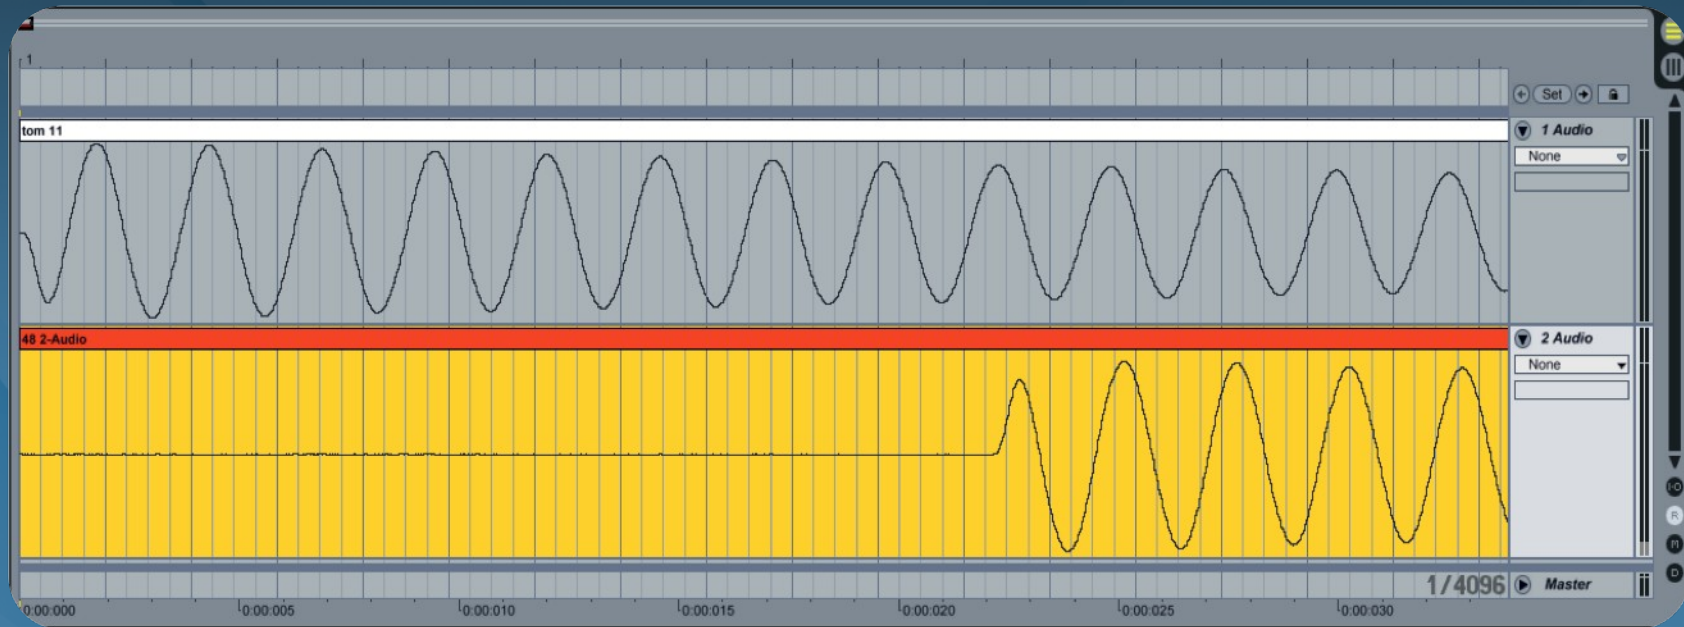 1
Set
tom 11
1 Audio
None
48 2-Audio
2 Audio
None
I-O
R
M
D
1/4096
Master
0:00:000 0:00:005 0:00:010 0:00:015 0:00:020 0:00:025 0:00:030